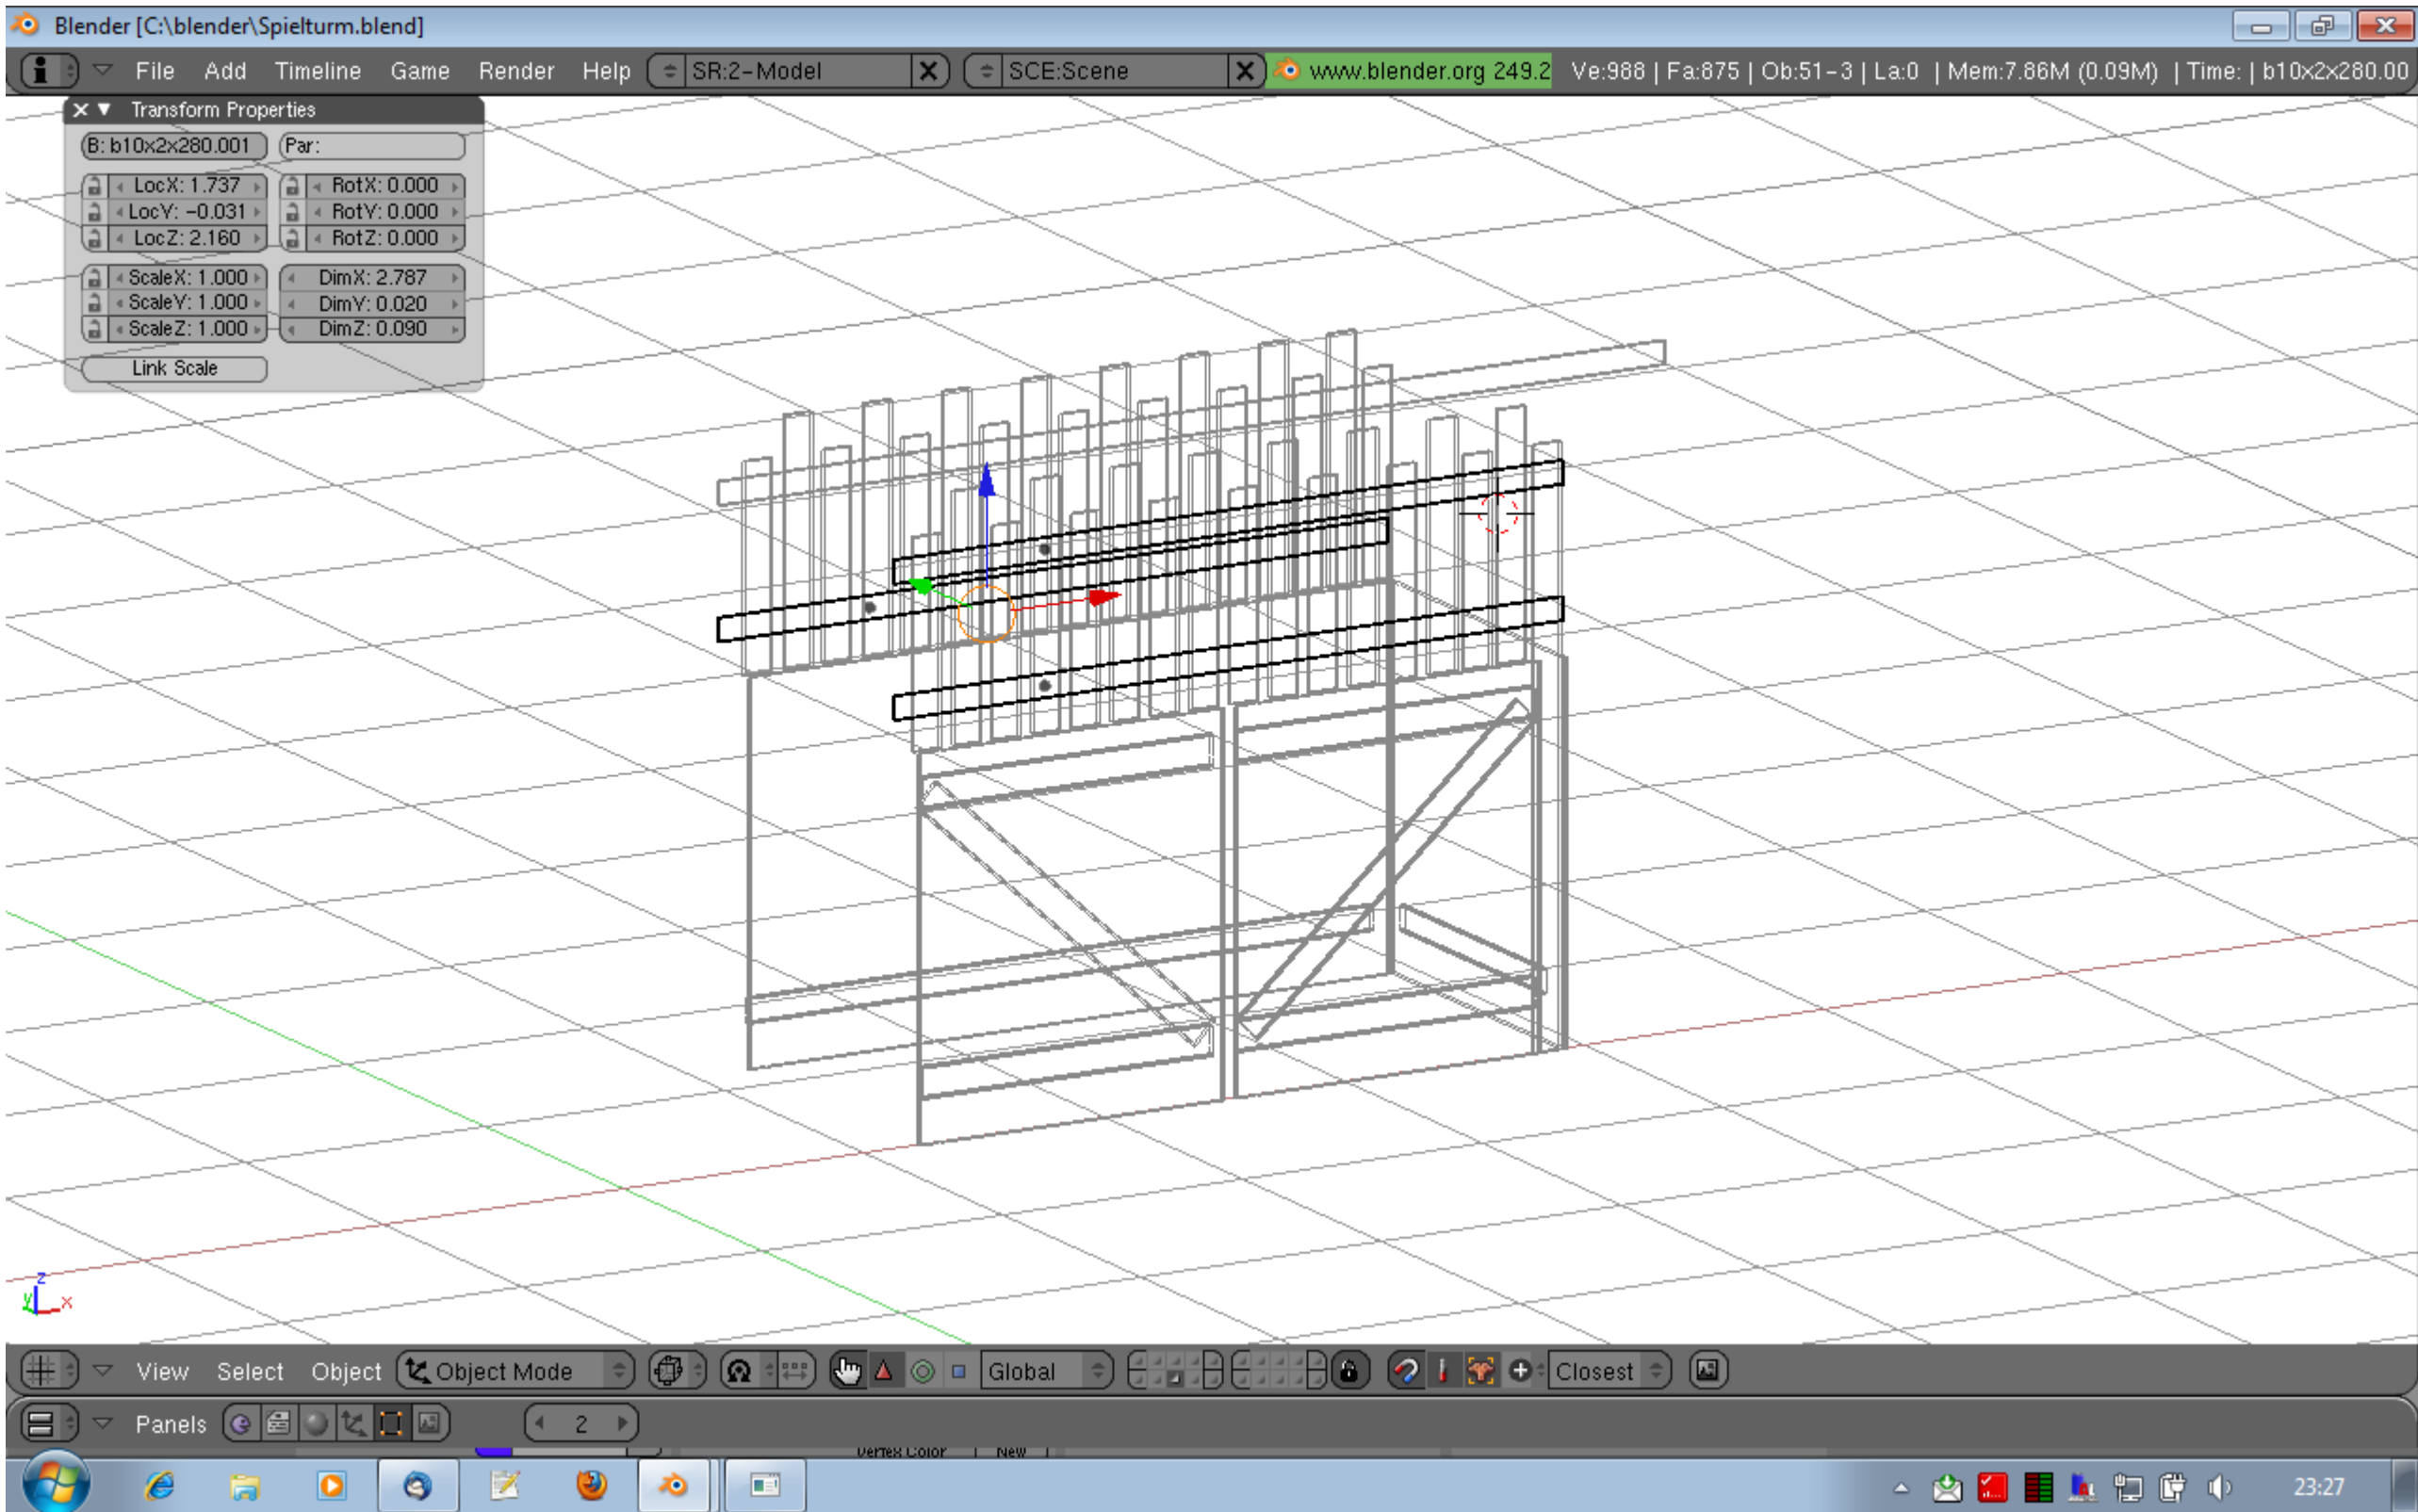 Blender [C:\blender\Spielturm.blend]
File Add Timeline Game Render Help SR:2-Model SCE:Scene www.blender.org 249.2 Ve:988 | Fa:875 | Ob:51-3 | La:0 | Mem:7.86M (0.09M) | Time: | b10x2x280.00
Transform Properties
B: b10x2x280.001 Par:
LocX: 1.737 RotX: 0.000
LocY: -0.031 RotY: 0.000
LocZ: 2.160 RotZ: 0.000
ScaleX: 1.000 DimX: 2.787
ScaleY: 1.000 DimY: 0.020
ScaleZ: 1.000 DimZ: 0.090
Link Scale
z
y x
View Select Object Object Mode Global Closest
Panels 2
Vertex Color New
23:27